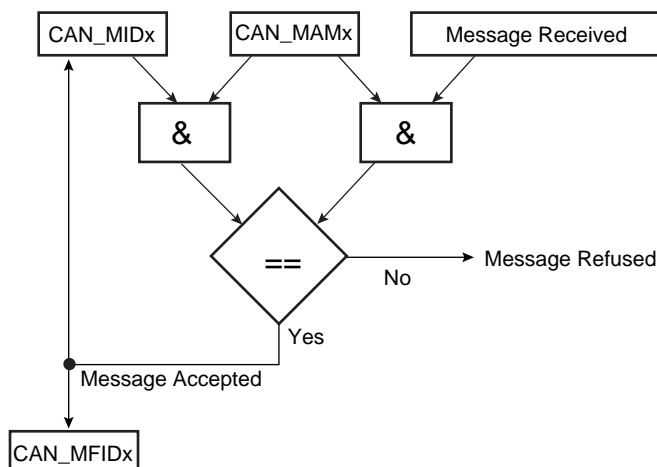 CAN_MIDx
CAN_MAMx
Message Received
&
&
==
No
Message Refused
Yes
Message Accepted
CAN_MFIDx